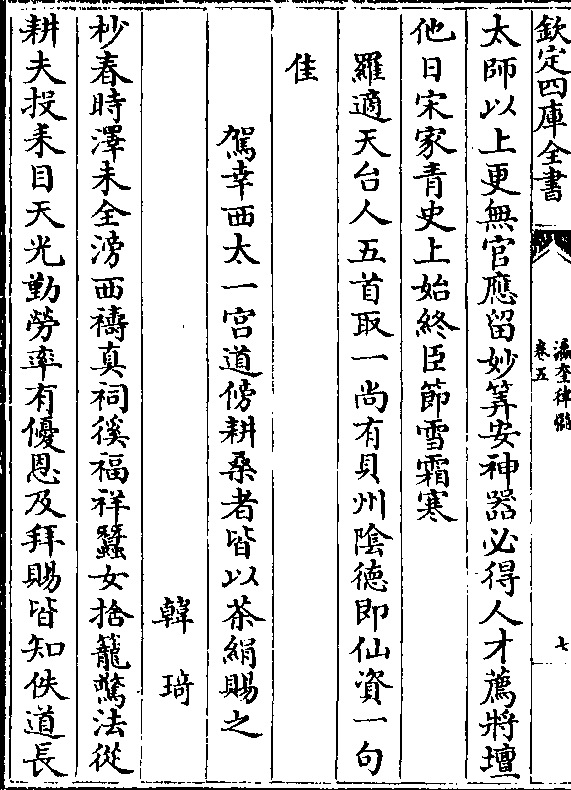 欽定四庫全書
瀛奎律髓
卷五
七
太師以上更無官應留妙筭安神器必得人才薦將壇
他日宋家青史上始終臣節雪霜寒
羅適天台人五首取一尚有貝州陰德即仙資一句
佳
駕幸西太一宮道傍耕桑者皆以茶絹賜之
韓琦
杪春時澤未全滂西禱真祠徯福祥蠶女捨籠驚法從
耕夫投耒目天光勤勞率有優恩及拜賜皆知佚道長